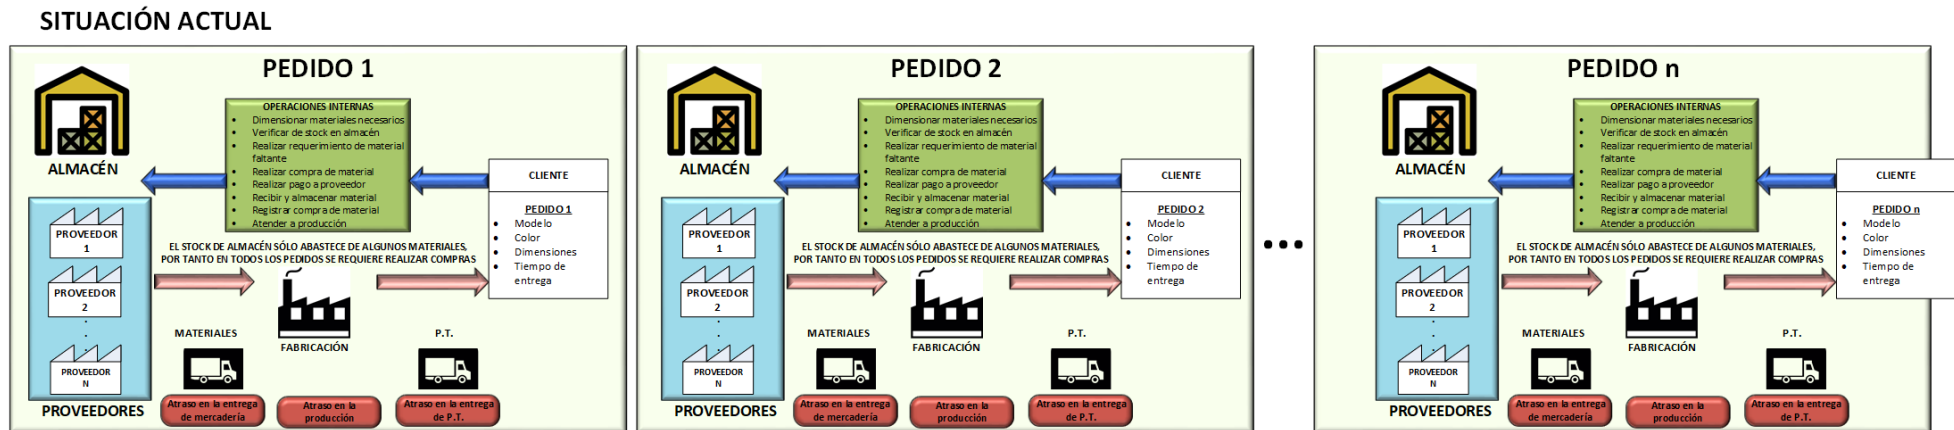 SITUACIÓN ACTUAL
PEDIDO 1
OPERACIONES INTERNAS
• Dimensionar materiales necesarios
• Verificar de stock en almacén
• Realizar requerimiento de material
faltante
• Realizar compra de material
• Realizar pago a proveedor
• Recibir y almacenar material
• Registrar compra de material
• Atender a producción
ALMACÉN
CLIENTE
PEDIDO 1
• Modelo
• Color
• Dimensiones
• Tiempo de
entrega
PROVEEDOR
1
PROVEEDOR
2
.
.
.
PROVEEDOR
N
PROVEEDORES
EL STOCK DE ALMACÉN SÓLO ABASTECE DE ALGUNOS MATERIALES,
POR TANTO EN TODOS LOS PEDIDOS SE REQUIERE REALIZAR COMPRAS
MATERIALES
FABRICACIÓN
P.T.
Atraso en la entrega
de mercadería
Atraso en la
producción
Atraso en la entrega
de P.T.
PEDIDO 2
OPERACIONES INTERNAS
• Dimensionar materiales necesarios
• Verificar de stock en almacén
• Realizar requerimiento de material
faltante
• Realizar compra de material
• Realizar pago a proveedor
• Recibir y almacenar material
• Registrar compra de material
• Atender a producción
ALMACÉN
CLIENTE
PEDIDO 2
• Modelo
• Color
• Dimensiones
• Tiempo de
entrega
PROVEEDOR
1
PROVEEDOR
2
.
.
.
PROVEEDOR
N
PROVEEDORES
EL STOCK DE ALMACÉN SÓLO ABASTECE DE ALGUNOS MATERIALES,
POR TANTO EN TODOS LOS PEDIDOS SE REQUIERE REALIZAR COMPRAS
MATERIALES
FABRICACIÓN
P.T.
Atraso en la entrega
de mercadería
Atraso en la
producción
Atraso en la entrega
de P.T.
...
PEDIDO n
OPERACIONES INTERNAS
• Dimensionar materiales necesarios
• Verificar de stock en almacén
• Realizar requerimiento de material
faltante
• Realizar compra de material
• Realizar pago a proveedor
• Recibir y almacenar material
• Registrar compra de material
• Atender a producción
ALMACÉN
CLIENTE
PEDIDO n
• Modelo
• Color
• Dimensiones
• Tiempo de
entrega
PROVEEDOR
1
PROVEEDOR
2
.
.
.
PROVEEDOR
N
PROVEEDORES
EL STOCK DE ALMACÉN SÓLO ABASTECE DE ALGUNOS MATERIALES,
POR TANTO EN TODOS LOS PEDIDOS SE REQUIERE REALIZAR COMPRAS
MATERIALES
FABRICACIÓN
P.T.
Atraso en la entrega
de mercadería
Atraso en la
producción
Atraso en la entrega
de P.T.